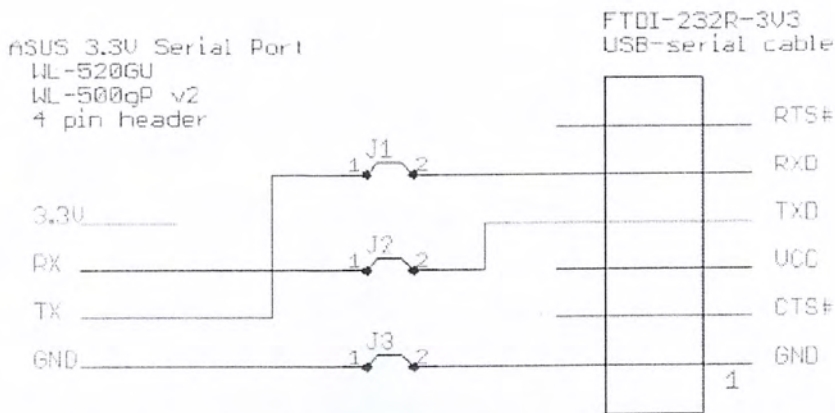 ASUS 3.3V Serial Port
WL-520GU
WL-500gP v2
4 pin header
FTDI-232R-3V3
USB-serial cable
RTS#
1 J1 2
RXD
3.3V
TXD
RX
1 J2 2
VCC
TX
CTS#
GND
1 J3 2
GND
1